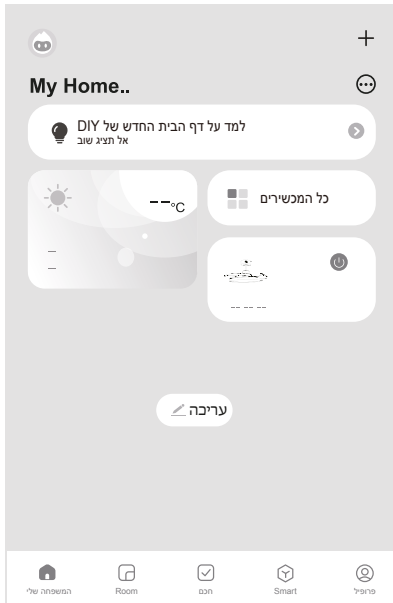 My Home..
למד על דף הבית החדש של DIY
אל תציג שוב
--°C
כל המכשירים
עריכה
המשפחה שלי
Room
חכם
Smart
פרופיל